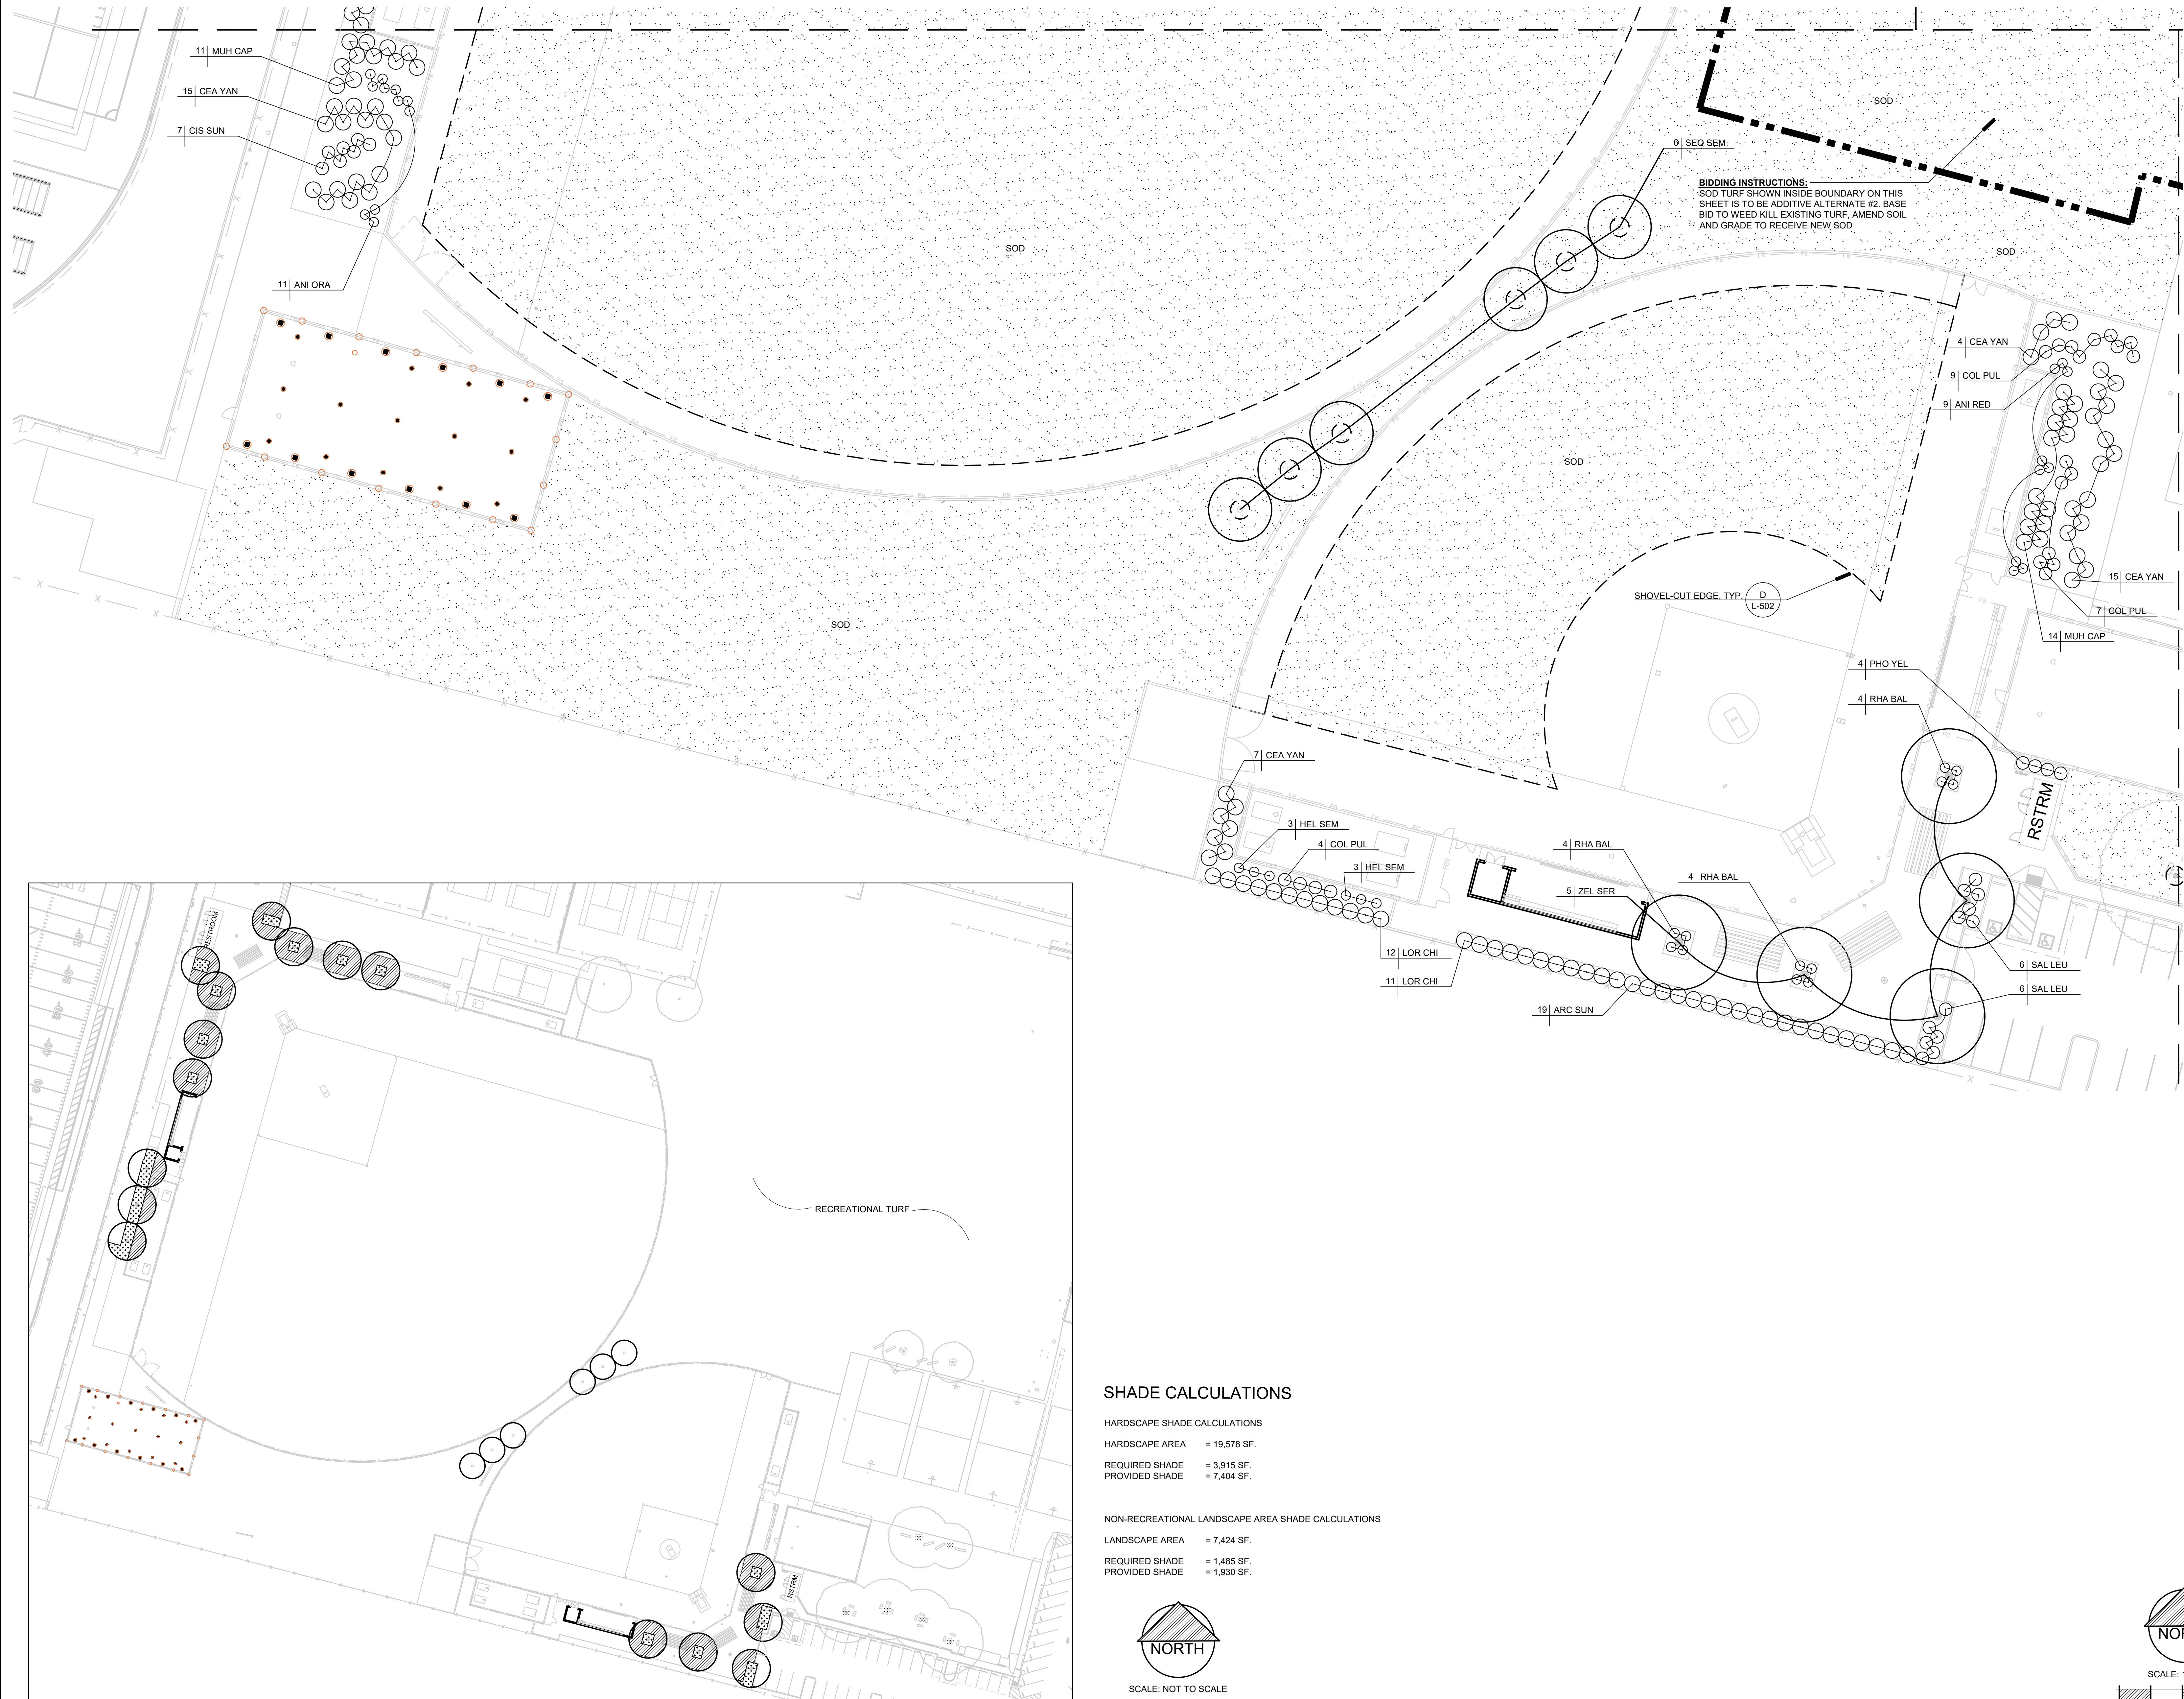 11 MUH CAP
15 CEA YAN
7 CIS SUN
11 ANI ORA
SOD
SOD
6 SEQ SEM
BIDDING INSTRUCTIONS:
SOD TURF SHOWN INSIDE BOUNDARY ON THIS
SHEET IS TO BE ADDITIVE ALTERNATE #2. BASE
BID TO WEED KILL EXISTING TURF, AMEND SOIL
AND GRADE TO RECEIVE NEW SOD
SOD
4 CEA YAN
9 COL PUL
9 ANI RED
SOD
SOD
SHOVEL-CUT EDGE, TYP.
D
L-502
15 CEA YAN
7 COL PUL
14 MUH CAP
4 PHO YEL
4 RHA BAL
7 CEA YAN
RSTRM
3 HEL SEM
4 COL PUL
3 HEL SEM
4 RHA BAL
5 ZEL SER
4 RHA BAL
12 LOR CHI
11 LOR CHI
19 ARC SUN
6 SAL LEU
6 SAL LEU
RESTROOM
RECREATIONAL TURF
RSTRM
SHADE CALCULATIONS
HARDSCAPE SHADE CALCULATIONS
HARDSCAPE AREA = 19,578 SF.
REQUIRED SHADE = 3,915 SF.
PROVIDED SHADE = 7,404 SF.
NON-RECREATIONAL LANDSCAPE AREA SHADE CALCULATIONS
LANDSCAPE AREA = 7,424 SF.
REQUIRED SHADE = 1,485 SF.
PROVIDED SHADE = 1,930 SF.
NORTH
SCALE: NOT TO SCALE
SCALE: